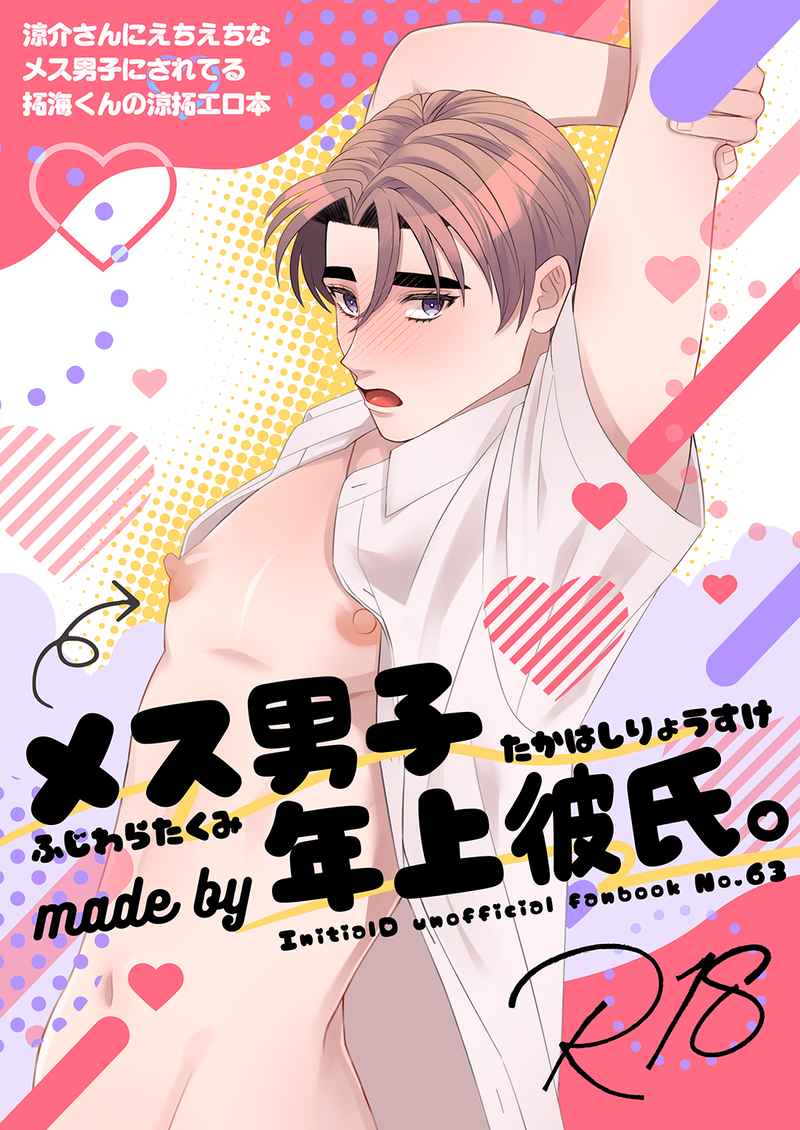 涼介さんにえちえちな
メス男子にされてる
拓海くんの涼拓エロ本
メス男子
ふじわらたくみ
たかはしりょうすけ
made by 年上彼氏。
InitialD unofficial fanbook No.63
R18